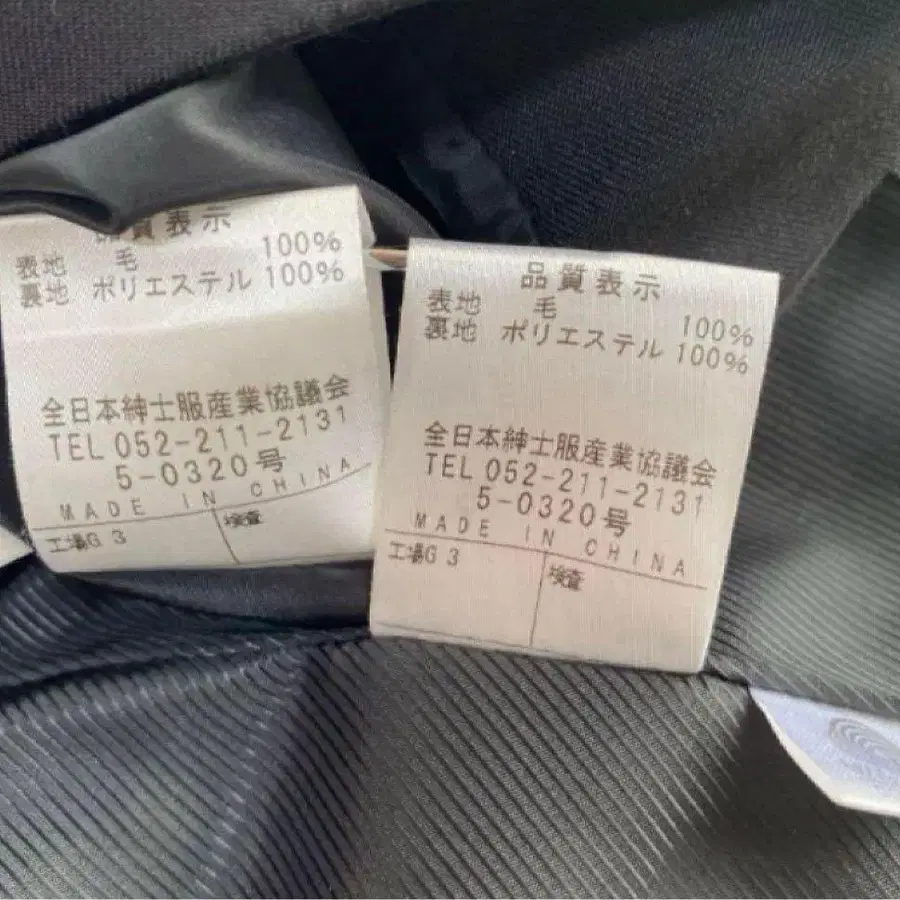 品質表示
表地 毛 100%
裏地 ポリエステル 100%
全日本紳士服産業協議会
TEL 052-211-2131
5-0320号
MADE IN CHINA
工場G 3 検査
品質表示
表地 毛 100%
裏地 ポリエステル 100%
全日本紳士服産業協議会
TEL 052-211-2131
5-0320号
MADE IN CHINA
工場G 3 検査